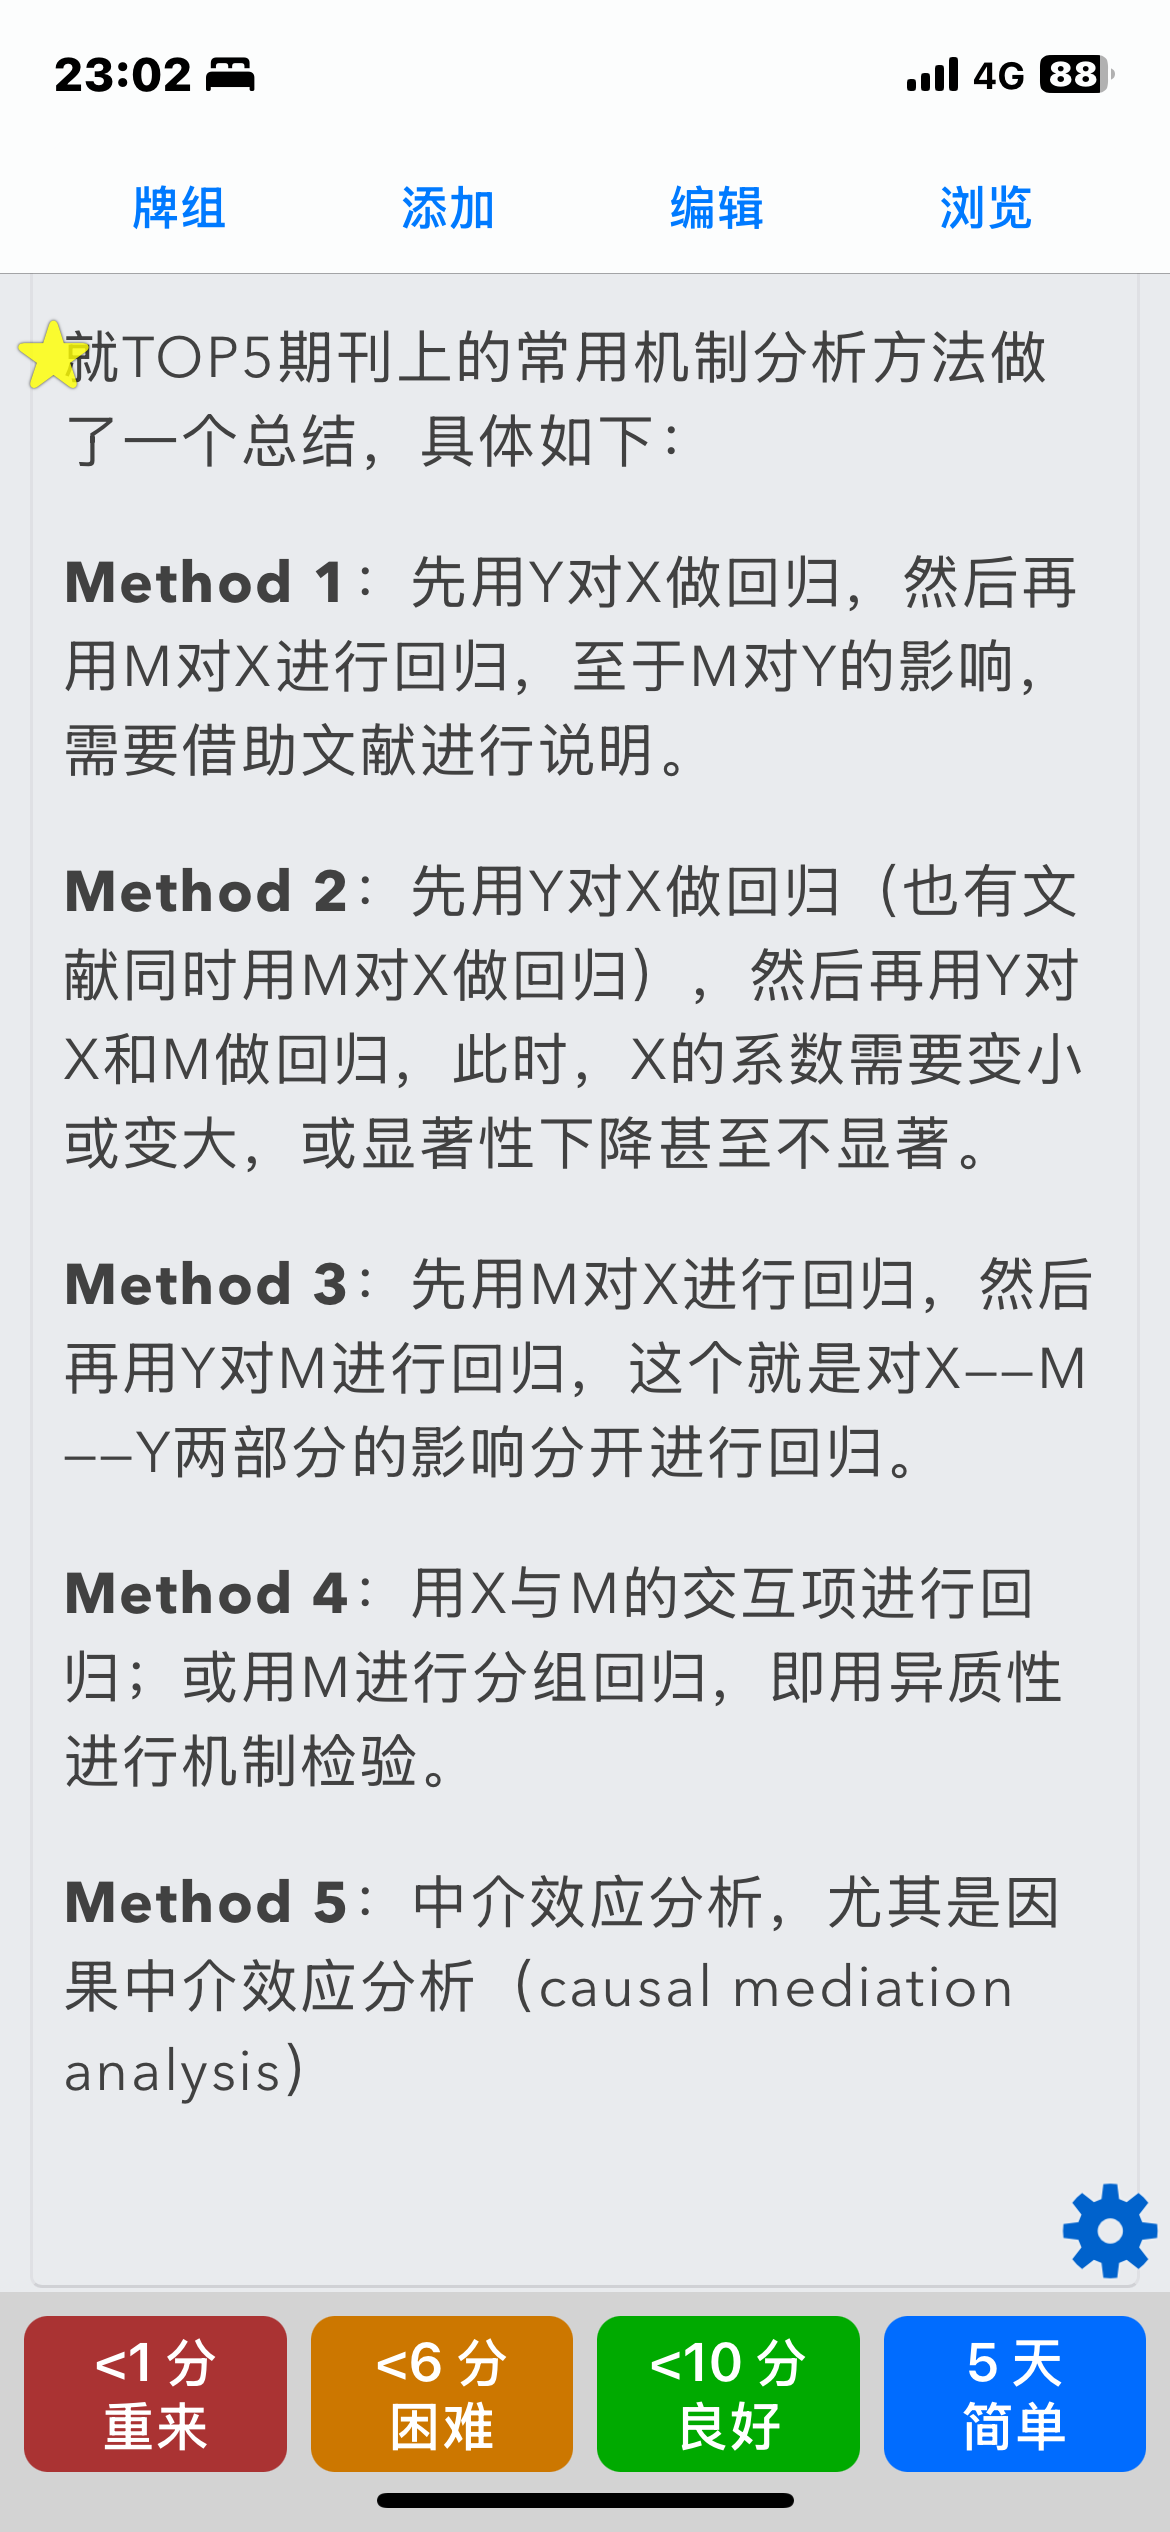 23:02
4G 88
牌组 添加 编辑 浏览
就TOP5期刊上的常用机制分析方法做
了一个总结，具体如下：
Method 1：先用Y对X做回归，然后再
用M对X进行回归，至于M对Y的影响，
需要借助文献进行说明。
Method 2：先用Y对X做回归（也有文
献同时用M对X做回归），然后再用Y对
X和M做回归，此时，X的系数需要变小
或变大，或显著性下降甚至不显著。
Method 3：先用M对X进行回归，然后
再用Y对M进行回归，这个就是对X——M
——Y两部分的影响分开进行回归。
Method 4：用X与M的交互项进行回
归；或用M进行分组回归，即用异质性
进行机制检验。
Method 5：中介效应分析，尤其是因
果中介效应分析（causal mediation
analysis）
<1 分 <6 分 <10 分 5 天
重来 困难 良好 简单